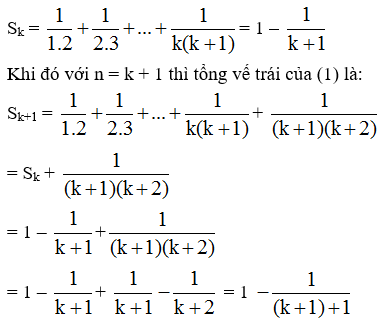 Sₖ = 1/1.2 + 1/2.3 + ... + 1/k(k+1) = 1 − 1/k+1
Khi đó với n = k + 1 thì tổng vế trái của (1) là:
Sₖ₊₁ = 1/1.2 + 1/2.3 + ... + 1/k(k+1) + 1/(k+1)(k+2)
= Sₖ + 1/(k+1)(k+2)
= 1 − 1/k+1 + 1/(k+1)(k+2)
= 1 − 1/k+1 + 1/k+1 − 1/k+2 = 1 − 1/(k+1)+1